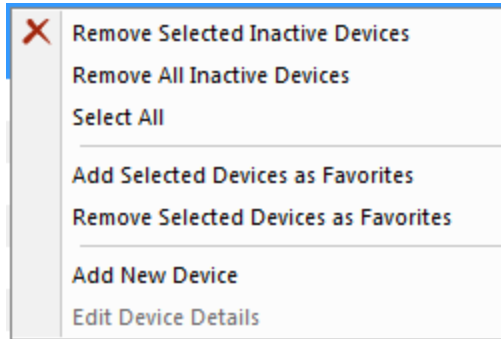 Remove Selected Inactive Devices
Remove All Inactive Devices
Select All
Add Selected Devices as Favorites
Remove Selected Devices as Favorites
Add New Device
Edit Device Details